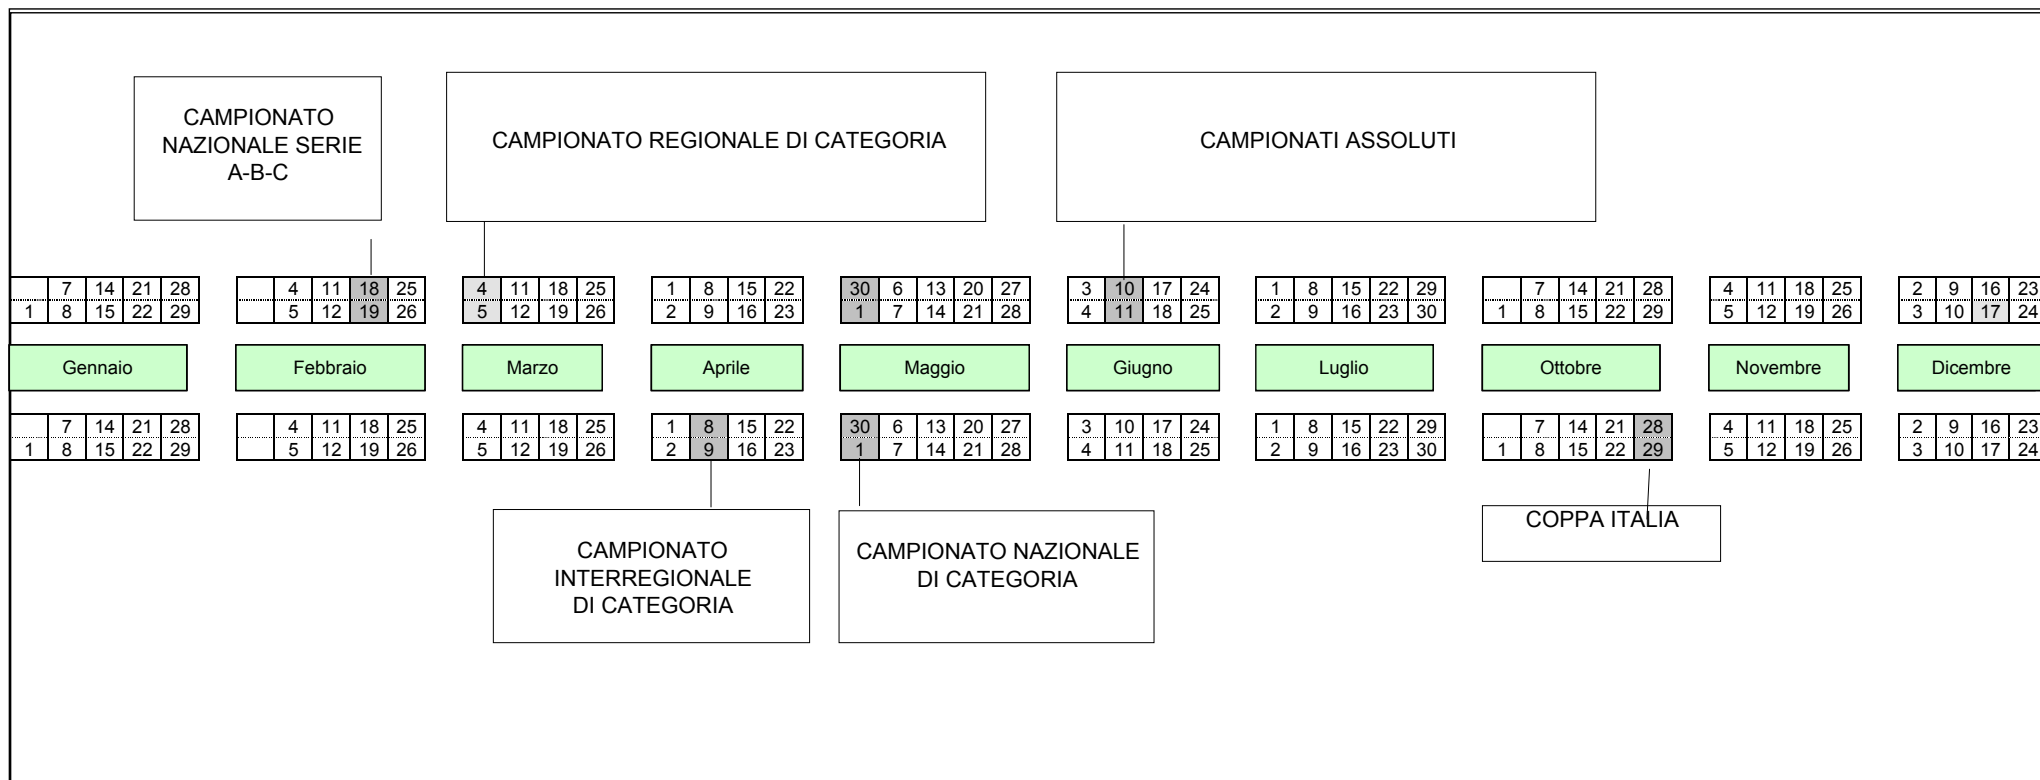 CAMPIONATO
NAZIONALE SERIE
A-B-C
CAMPIONATO REGIONALE DI CATEGORIA
CAMPIONATI ASSOLUTI
7 14 21 28 4 11 18 25 4 11 18 25 1 8 15 22 30 6 13 20 27 3 10 17 24 1 8 15 22 29 7 14 21 28 4 11 18 25 2 9 16 23
1 8 15 22 29 5 12 19 26 5 12 19 26 2 9 16 23 1 7 14 21 28 4 11 18 25 2 9 16 23 30 1 8 15 22 29 5 12 19 26 3 10 17 24
Gennaio Febbraio Marzo Aprile Maggio Giugno Luglio Ottobre Novembre Dicembre
7 14 21 28 4 11 18 25 4 11 18 25 1 8 15 22 30 6 13 20 27 3 10 17 24 1 8 15 22 29 7 14 21 28 4 11 18 25 2 9 16 23
1 8 15 22 29 5 12 19 26 5 12 19 26 2 9 16 23 1 7 14 21 28 4 11 18 25 2 9 16 23 30 1 8 15 22 29 5 12 19 26 3 10 17 24
CAMPIONATO
INTERREGIONALE
DI CATEGORIA
CAMPIONATO NAZIONALE
DI CATEGORIA
COPPA ITALIA